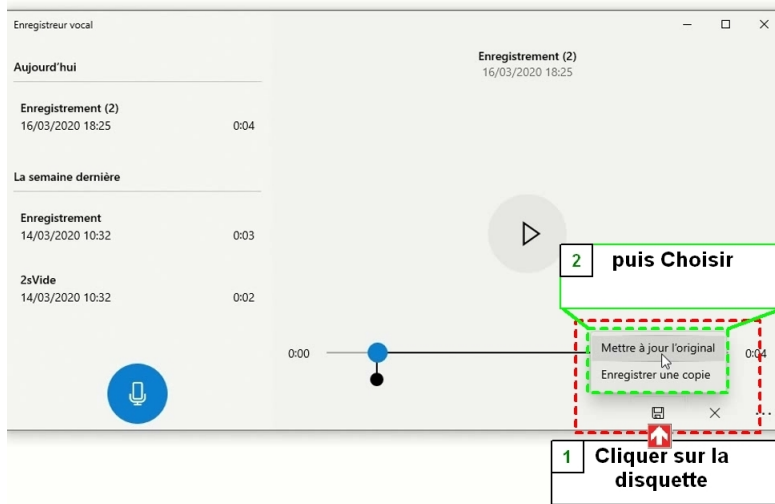 Enregistreur vocal
Aujourd'hui
Enregistrement (2)
16/03/2020 18:25
0:04
La semaine dernière
Enregistrement
14/03/2020 10:32
0:03
2sVide
14/03/2020 10:32
0:02
Enregistrement (2)
16/03/2020 18:25
2 puis Choisir
0:00
0:04
Mettre à jour l'original
Enregistrer une copie
1 Cliquer sur la
disquette